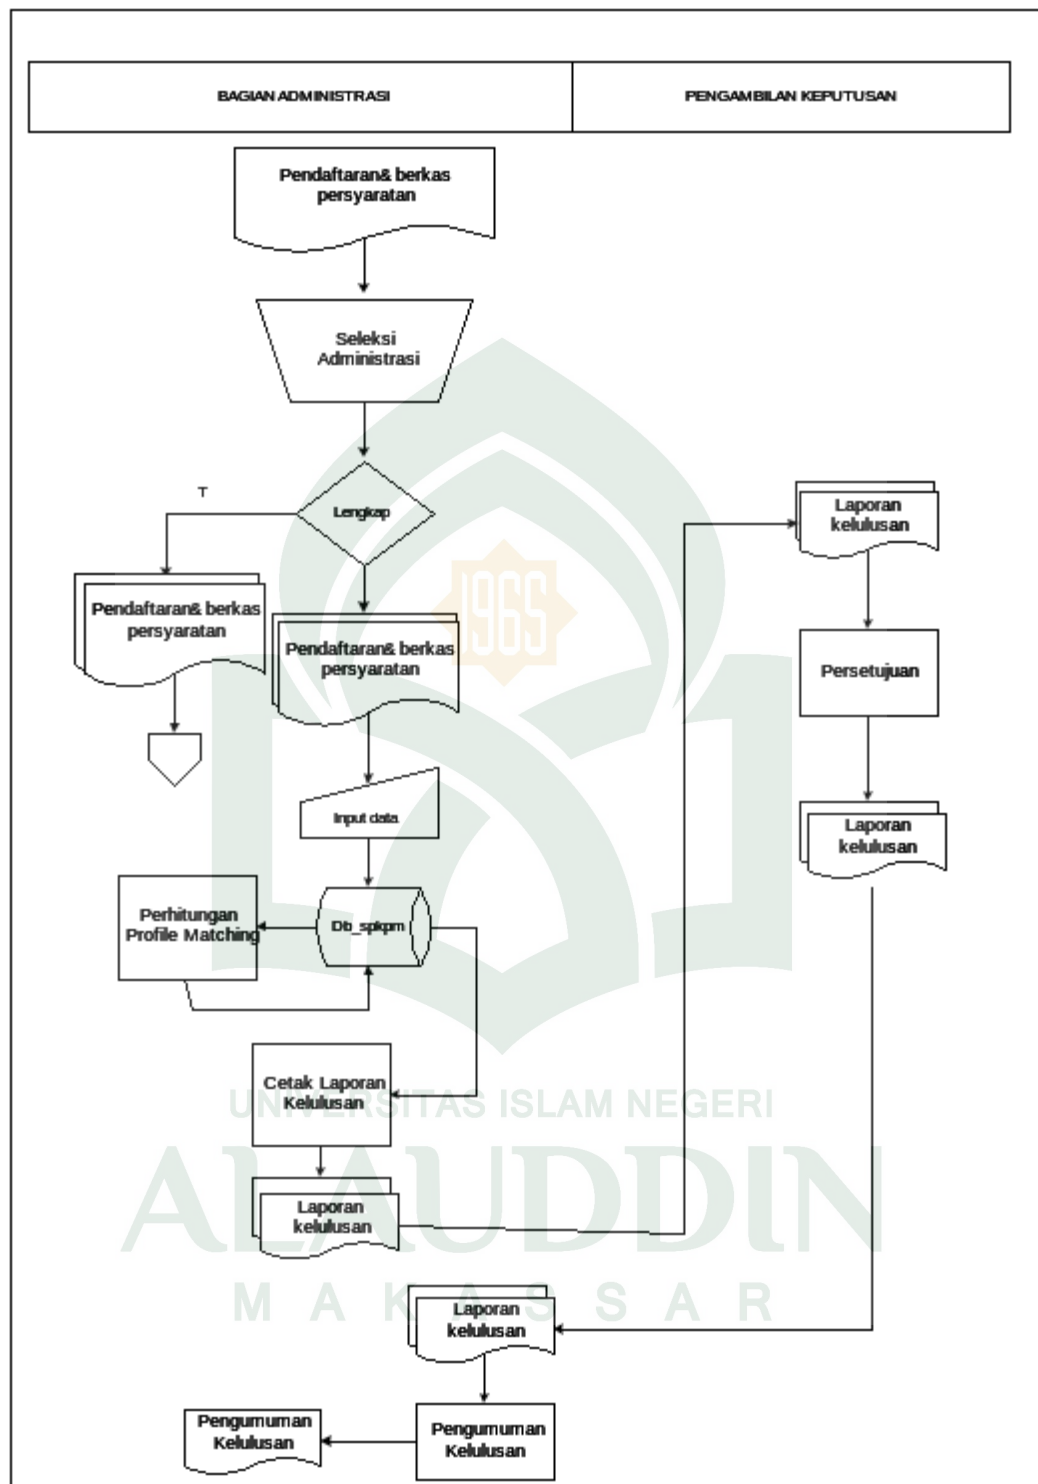 BAGIAN ADMINISTRASI
PENGAMBILAN KEPUTUSAN
Pendaftaran& berkas
persyaratan
Seleksi
Administrasi
Lengkap
T
Pendaftaran& berkas
persyaratan
Pendaftaran& berkas
persyaratan
Input data
Db_spkpm
Perhitungan
Profile Matching
Cetak Laporan
Kelulusan
Laporan
kelulusan
Laporan
kelulusan
Persetujuan
Laporan
kelulusan
Laporan
kelulusan
Pengumuman
Kelulusan
Pengumuman
Kelulusan
1965
UNIVERSITAS ISLAM NEGERI
ALAUDDIN
MAKASSAR